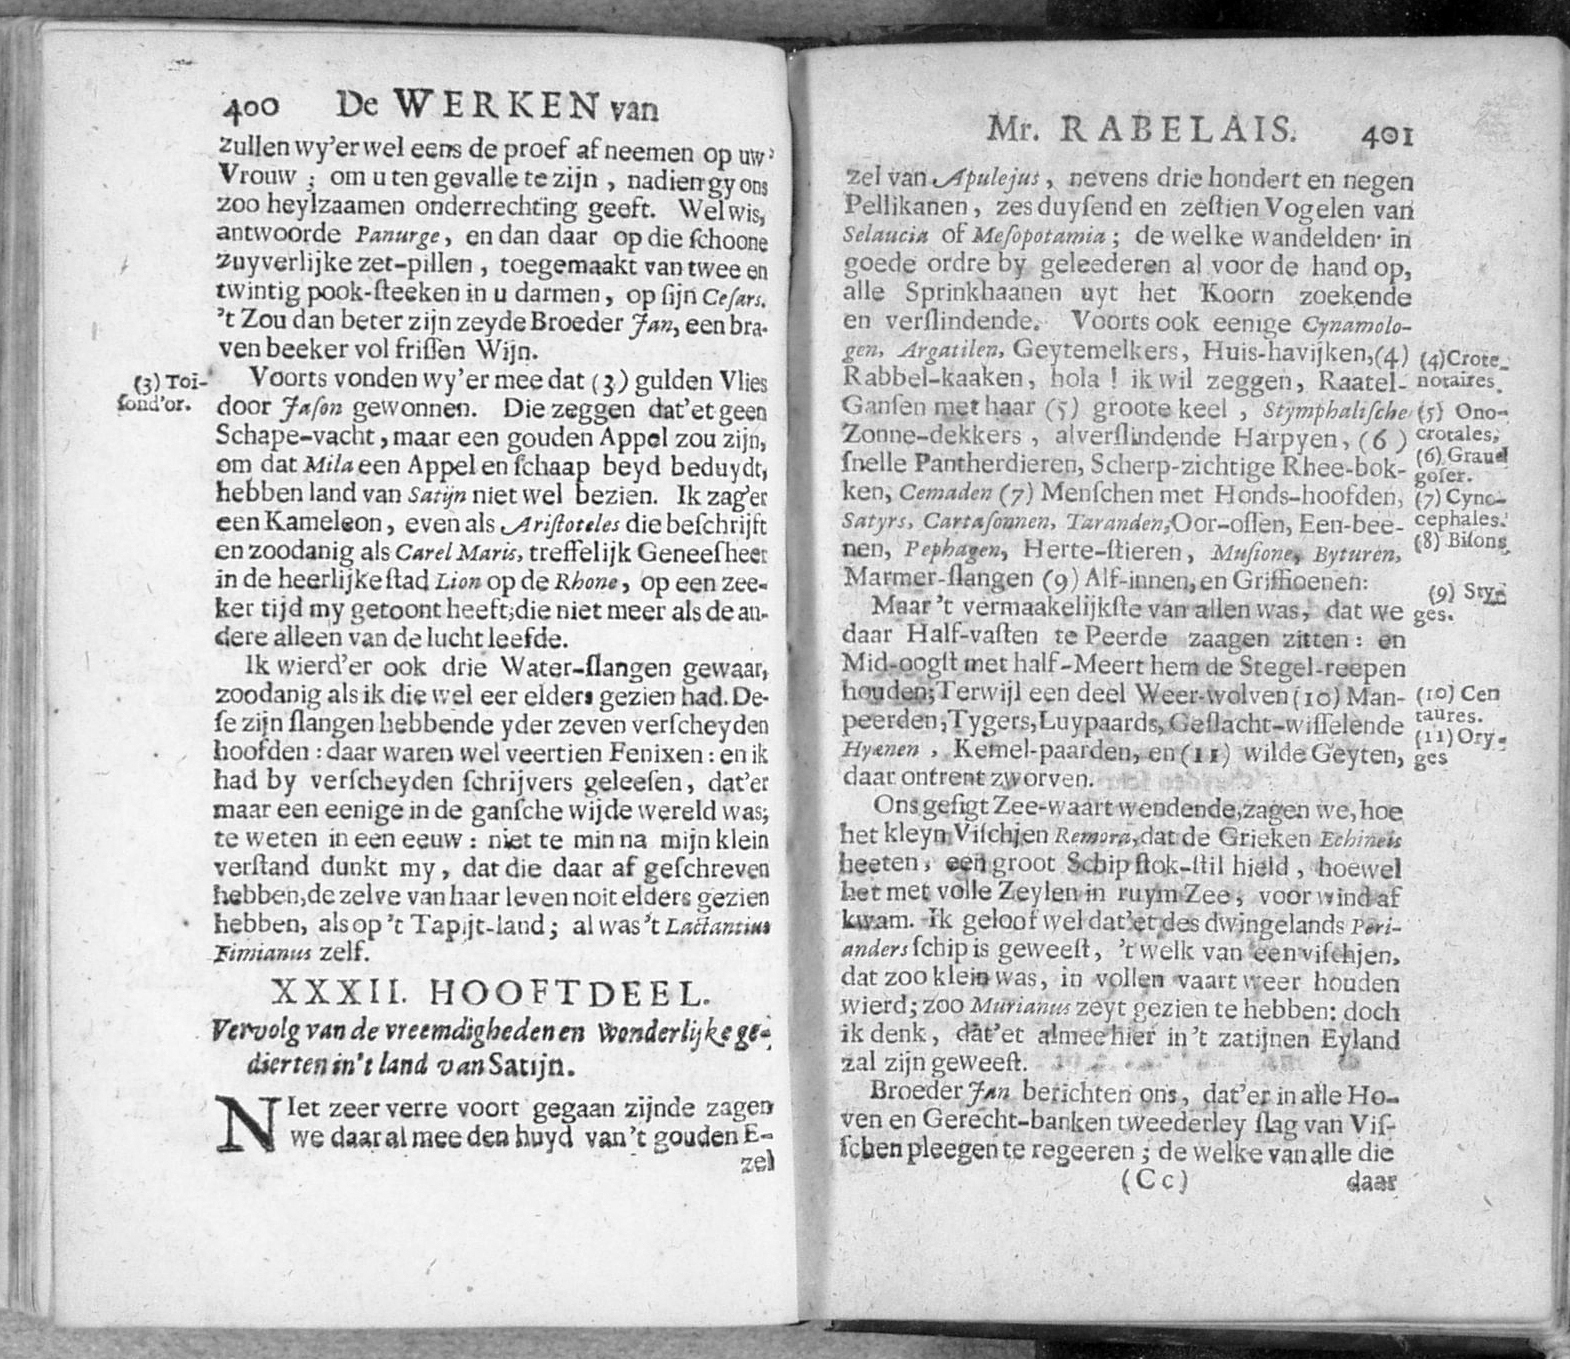 400 De WERKEN van
zullen wy'er wel eens de proef af neemen op uw'
Vrouw; om u ten gevalle te zijn, nadien gy ons
zoo heylzaamen onderrechting geeft. Wel wis,
antwoorde Panurge, en dan daar op die ſchoone
zuyverlijke zet-pillen, toegemaakt van twee en
twintig pook-ſteeken in u darmen, op ſijn Ceſars.
't Zou dan beter zijn zeyde Broeder Jan, een bra-
ven beeker vol friſſen Wijn.
Voorts vonden wy'er mee dat (3) gulden Vlies
door Jaſon gewonnen. Die zeggen dat'et geen
Schape-vacht, maar een gouden Appel zou zijn,
om dat Mila een Appel en ſchaap beyd beduydt,
hebben land van Satijn niet wel bezien. Ik zag'er
een Kameleon, even als Ariſtoteles die beſchrijft
en zoodanig als Carel Maris, treffelijk Geneeſheer
in de heerlijke ſtad Lion op de Rhone, op een zee-
ker tijd my getoont heeft; die niet meer als de an-
dere alleen van de lucht leefde.
Ik wierd'er ook drie Water-ſlangen gewaar,
zoodanig als ik die wel eer elders gezien had. De-
ſe zijn ſlangen hebbende yder zeven verſcheyden
hoofden: daar waren wel veertien Fenixen: en ik
had by verſcheyden ſchrijvers geleeſen, dat'er
maar een eenige in de ganſche wijde wereld was;
te weten in een eeuw: niet te min na mijn klein
verſtand dunkt my, dat die daar af geſchreven
hebben, de zelve van haar leven noit elders gezien
hebben, als op 't Tapijt-land; al was 't Lactantius
Firmianus zelf.
(3) Toi-
ſond'or.
XXXII. HOOFTDEEL.
Vervolg van de vreemdigheden en Wonderlijke ge-
dierten in 't land van Satijn.
NIet zeer verre voort gegaan zijnde zagen
we daar al mee den huyd van 't gouden E-
zel
Mr. RABELAIS. 401
zel van Apulejus, nevens drie hondert en negen
Pellikanen, zes duyſend en zeſtien Vogelen van
Selaucia of Meſopotamia; de welke wandelden in
goede ordre by geleederen al voor de hand op,
alle Sprinkhaanen uyt het Koorn zoekende
en verſlindende. Voorts ook eenige Cynamolo-
gen, Argatilen, Geytemelkers, Huis-havijken, (4)
Rabbel-kaaken, hola! ik wil zeggen, Raatel-
Ganſen met haar (5) groote keel, Stymphaliſche
Zonne-dekkers, alverſlindende Harpyen, (6)
ſnelle Pantherdieren, Scherp-zichtige Rhee-bok-
ken, Cemaden (7) Menſchen met Honds-hoofden,
Satyrs, Cartaſonnen, Taranden, Oor-oſſen, Een-bee-
nen, Pephagen, Herte-ſtieren, Muſione, Byturen,
Marmer-ſlangen (9) Alf-innen, en Griffioenen:
Maar 't vermaakelijkſte van allen was, dat we
daar Half-vaſten te Peerde zaagen zitten: en
Mid-oogſt met half-Meert hem de Stegel-reepen
houden; Terwijl een deel Weer-wolven (10) Man-
peerden, Tygers, Luypaards, Geſlacht-wiſſelende
Hyænen, Kemel-paarden, en (11) wilde Geyten,
daar ontrent zworven.
Ons geſigt Zee-waart wendende, zagen we, hoe
het kleyn Viſchjen Remora, dat de Grieken Echineis
heeten, een groot Schip ſtok-ſtil hield, hoewel
het met volle Zeylen in ruym Zee, voor wind af
kwam. Ik geloof wel dat'et des dwingelands Peri-
anders ſchip is geweeſt, 't welk van een viſchjen,
dat zoo klein was, in vollen vaart weer houden
wierd; zoo Murianus zeyt gezien te hebben: doch
ik denk, dat'et almee hier in 't zatijnen Eyland
zal zijn geweeſt.
Broeder Jan berichten ons, dat'er in alle Ho-
ven en Gerecht-banken tweederley ſlag van Viſ-
ſchen pleegen te regeeren; de welke van alle die
(Cc) daar
(4) Crote-
notaires.
(5) Ono-
crotales,
(6) Grauel
goſer.
(7) Cyno-
cephales.
(8) Biſons
(9) Styn
ges.
(10) Cen
taures.
(11) Ory-
ges